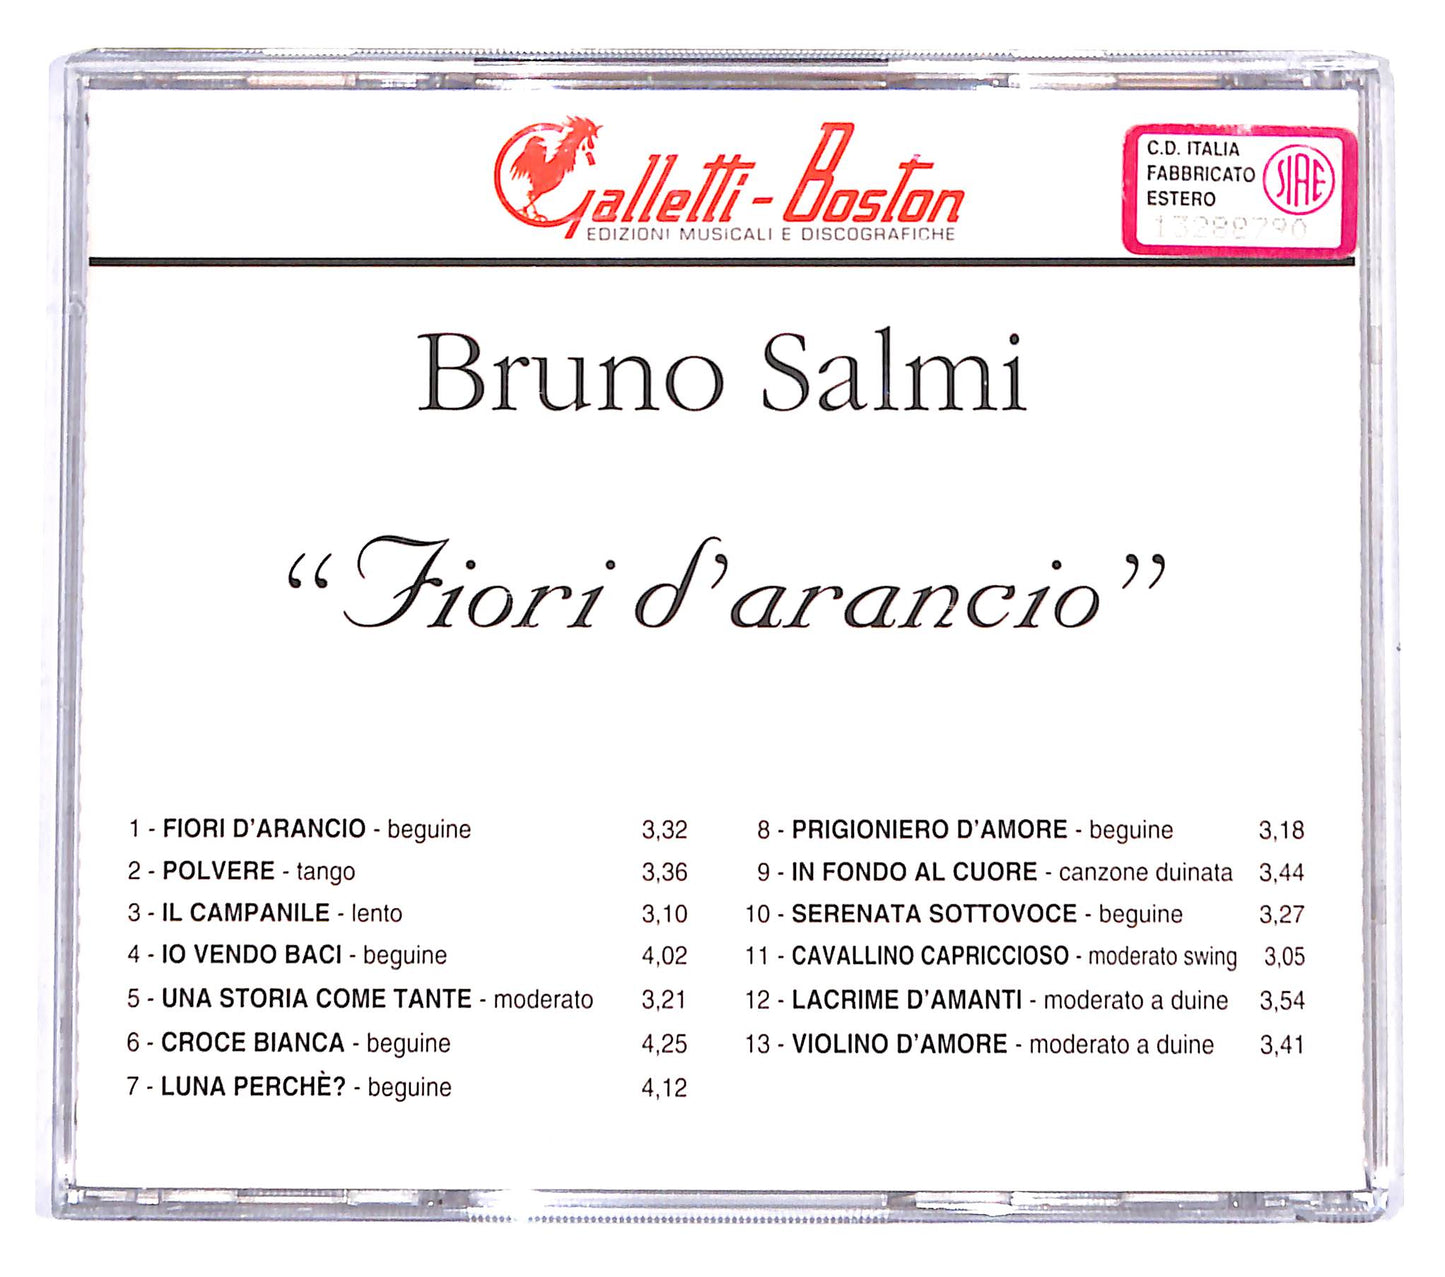 Galletti-Boston
EDIZIONI MUSICALI E DISCOGRAFICHE
C.D. ITALIA
FABBRICATO
ESTERO
SIAE
13288790
Bruno Salmi
“Fiori d’arancio”
1 - FIORI D’ARANCIO - beguine 3,32
2 - POLVERE - tango 3,36
3 - IL CAMPANILE - lento 3,10
4 - IO VENDO BACI - beguine 4,02
5 - UNA STORIA COME TANTE - moderato 3,21
6 - CROCE BIANCA - beguine 4,25
7 - LUNA PERCHÈ? - beguine 4,12
8 - PRIGIONIERO D’AMORE - beguine 3,18
9 - IN FONDO AL CUORE - canzone duinata 3,44
10 - SERENATA SOTTOVOCE - beguine 3,27
11 - CAVALLINO CAPRICCIOSO - moderato swing 3,05
12 - LACRIME D’AMANTI - moderato a duine 3,54
13 - VIOLINO D’AMORE - moderato a duine 3,41